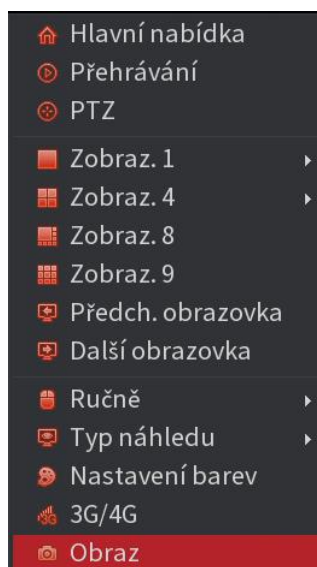 Hlavní nabídka
Přehrávání
PTZ
Zobraz. 1
Zobraz. 4
Zobraz. 8
Zobraz. 9
Předch. obrazovka
Další obrazovka
Ručně
Typ náhledu
Nastavení barev
3G 3G/4G
Obraz